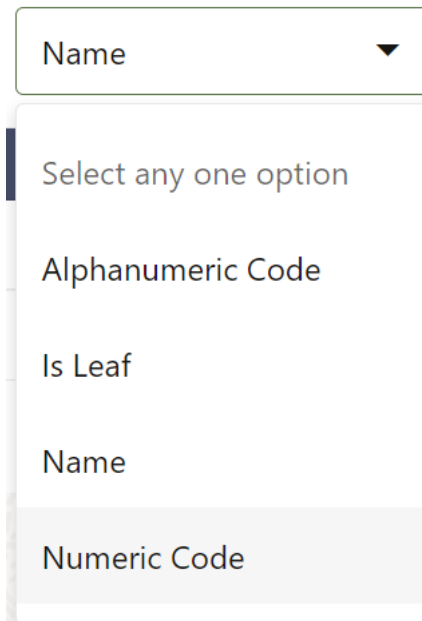 Name
Select any one option
Alphanumeric Code
Is Leaf
Name
Numeric Code